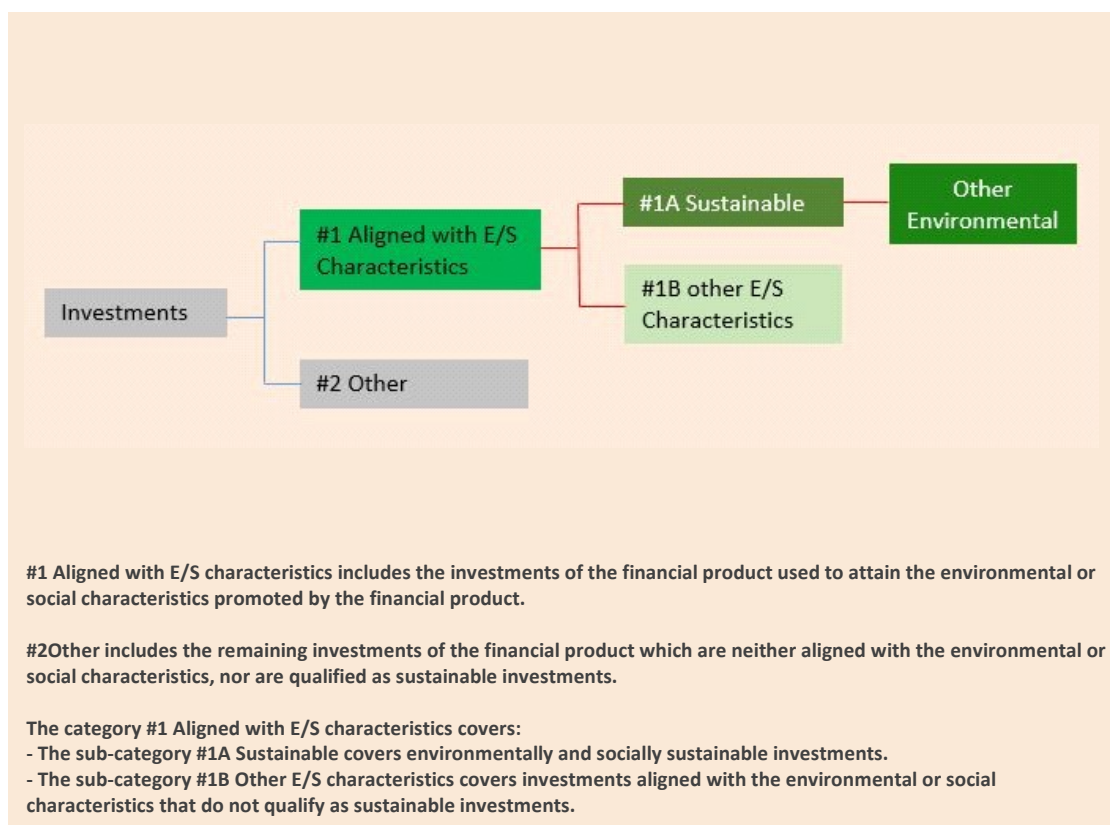 Other
Environmental
#1A Sustainable
#1 Aligned with E/S
Characteristics
#1B other E/S
Characteristics
Investments
#2 Other
#1 Aligned with E/S characteristics includes the investments of the financial product used to attain the environmental or
social characteristics promoted by the financial product.
#2Other includes the remaining investments of the financial product which are neither aligned with the environmental or
social characteristics, nor are qualified as sustainable investments.
The category #1 Aligned with E/S characteristics covers:
- The sub-category #1A Sustainable covers environmentally and socially sustainable investments.
- The sub-category #1B Other E/S characteristics covers investments aligned with the environmental or social
characteristics that do not qualify as sustainable investments.